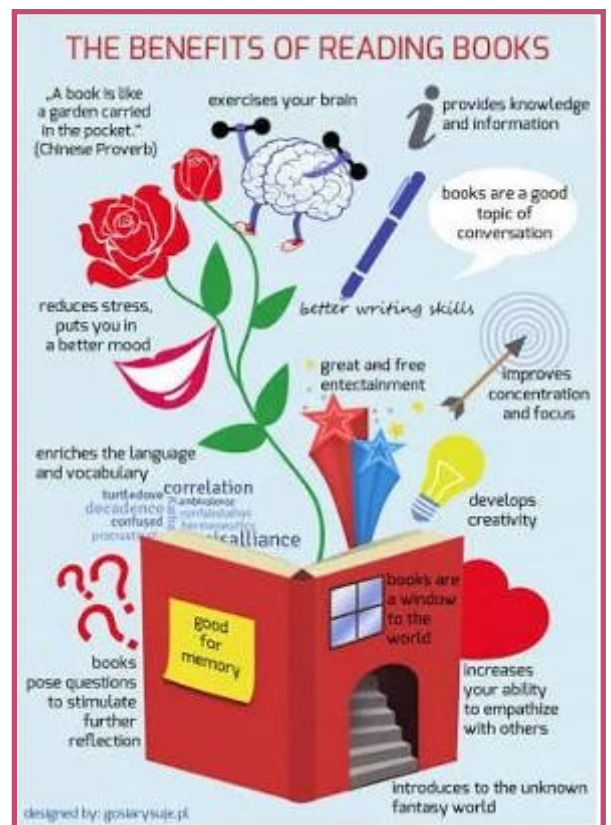 THE BENEFITS OF READING BOOKS
„A book is like
a garden carried
in the pocket.“
(Chinese Proverb)
exercises your brain
provides knowledge
and information
books are a good
topic of
conversation
reduces stress,
puts you in
a better mood
better writing skills
great and free
entertainment
improves
concentration
and focus
enriches the language
and vocabulary
turtledove
correlation
decadence
ambivalence
confused
develops
creativity
books are
a window
to the
world
good
for
memory
books
pose questions
to stimulate
further
reflection
increases
your ability
to empathize
with others
introduces to the unknown
fantasy world
designed by: gosiarysuje.pl